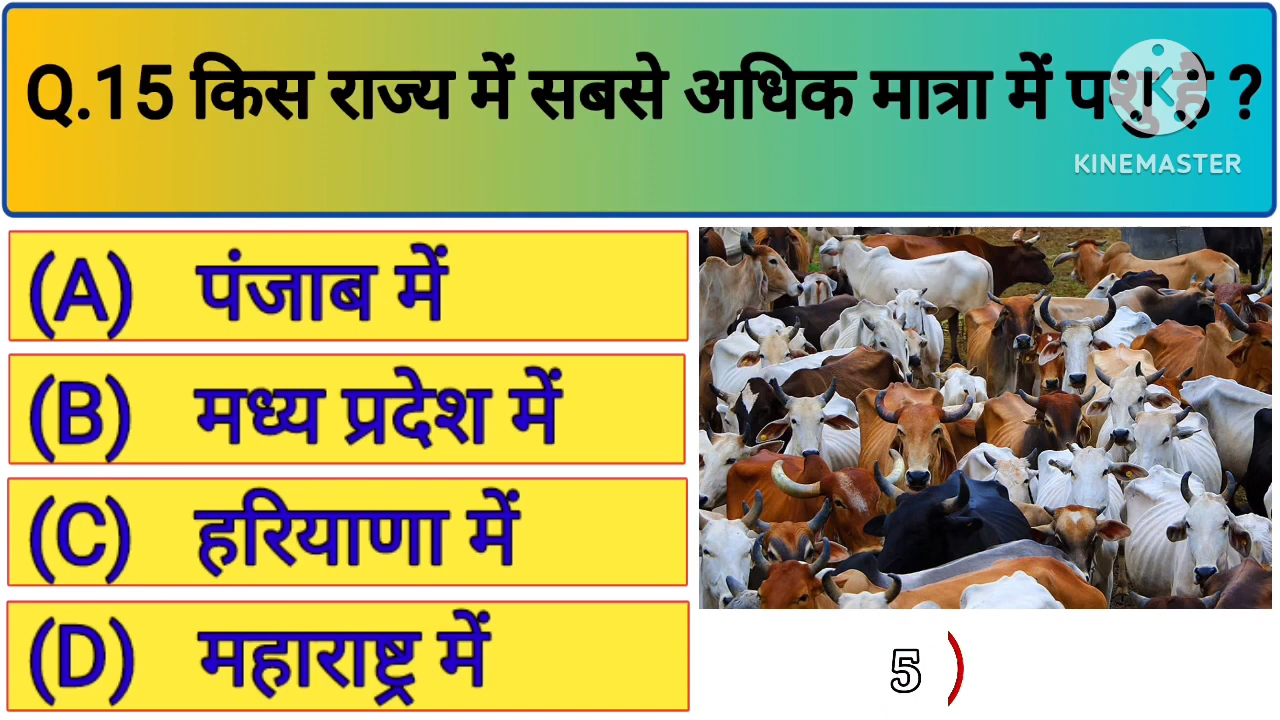 Q.15 किस राज्य में सबसे अधिक मात्रा में पशु है ?
KINEMASTER
(A) पंजाब में
(B) मध्य प्रदेश में
(C) हरियाणा में
(D) महाराष्ट्र में
5